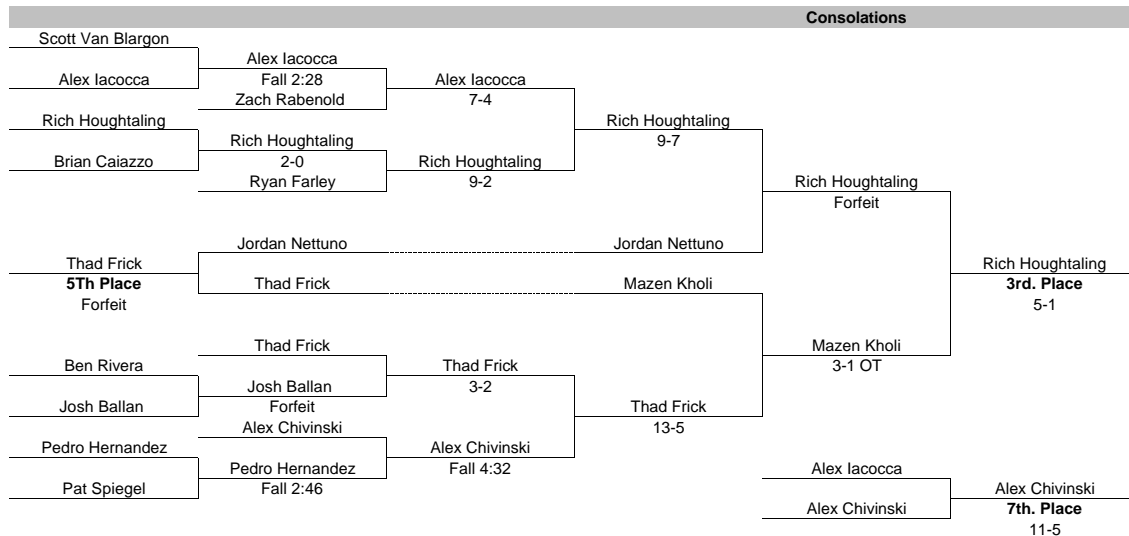 Consolations
Scott Van Blargon
Alex Iacocca
Alex Iacocca
Fall 2:28
Alex Iacocca
Zach Rabenold
7-4
Rich Houghtaling
Rich Houghtaling
9-7
Rich Houghtaling
Brian Caiazzo
2-0
Rich Houghtaling
Ryan Farley
9-2
Rich Houghtaling
Forfeit
Jordan Nettuno
Jordan Nettuno
Thad Frick
5Th Place
Forfeit
Thad Frick
Mazen Kholi
Rich Houghtaling
3rd. Place
5-1
Thad Frick
Mazen Kholi
3-1 OT
Ben Rivera
Thad Frick
3-2
Josh Ballan
Josh Ballan
Forfeit
Thad Frick
13-5
Alex Chivinski
Pedro Hernandez
Alex Chivinski
Fall 4:32
Pedro Hernandez
Fall 2:46
Pat Spiegel
Alex Iacocca
Alex Chivinski
Alex Chivinski
7th. Place
11-5